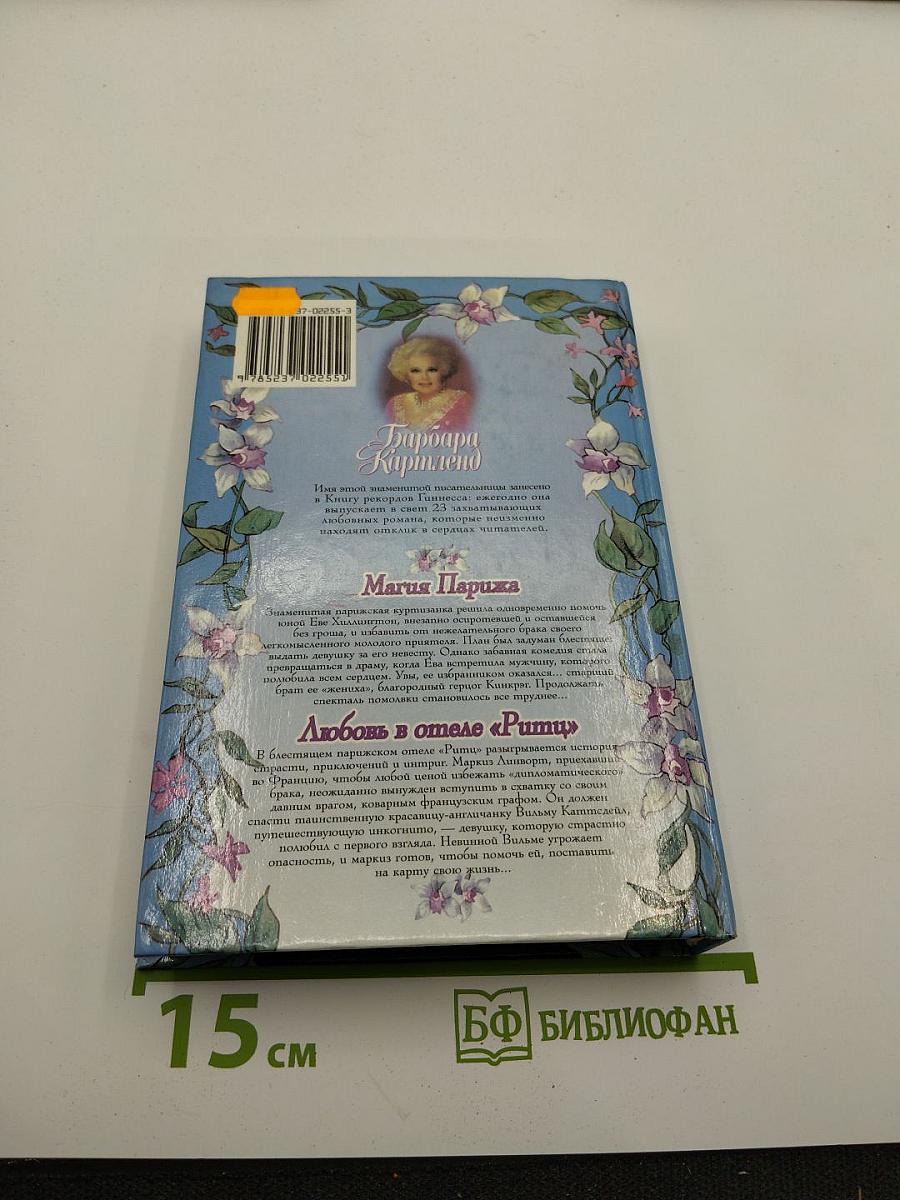 37-02255-3
9 785237 022551
Барбара
Картленд
Имя этой знаменитой писательницы занесено
в Книгу рекордов Гиннесса: ежегодно она
выпускает в свет 23 захватывающих
любовных романа, которые неизменно
находят отклик в сердцах читателей.
Магия Парижа
Знаменитая парижская куртизанка решила одновременно помочь
юной Еве Хиллингтон, внезапно осиротевшей и оставшейся
без гроша, и избавить от нежелательного брака своего
легкомысленного молодого приятеля. План был задуман блестяще:
выдать девушку за его невесту. Однако забавная комедия стала
превращаться в драму, когда Ева встретила мужчину, которого
полюбила всем сердцем. Увы, ее избранником оказался... старший
брат ее «жениха», благородный герцог Кинкрэг. Продолжать
спектакль помолвки становилось все труднее...
Любовь в отеле «Ритц»
В блестящем парижском отеле «Ритц» разыгрывается история
страсти, приключений и интриг. Маркиз Линворт, приехавший
во Францию, чтобы любой ценой избежать «дипломатического»
брака, неожиданно вынужден вступить в схватку со своим
давним врагом, коварным французским графом. Он должен
спасти таинственную красавицу-англичанку Вильму Каттсдейл,
путешествующую инкогнито, — девушку, которую страстно
полюбил с первого взгляда. Невинной Вильме угрожает
опасность, и маркиз готов, чтобы помочь ей, поставить
на карту свою жизнь...
15 см
БФ БИБЛИОФАН